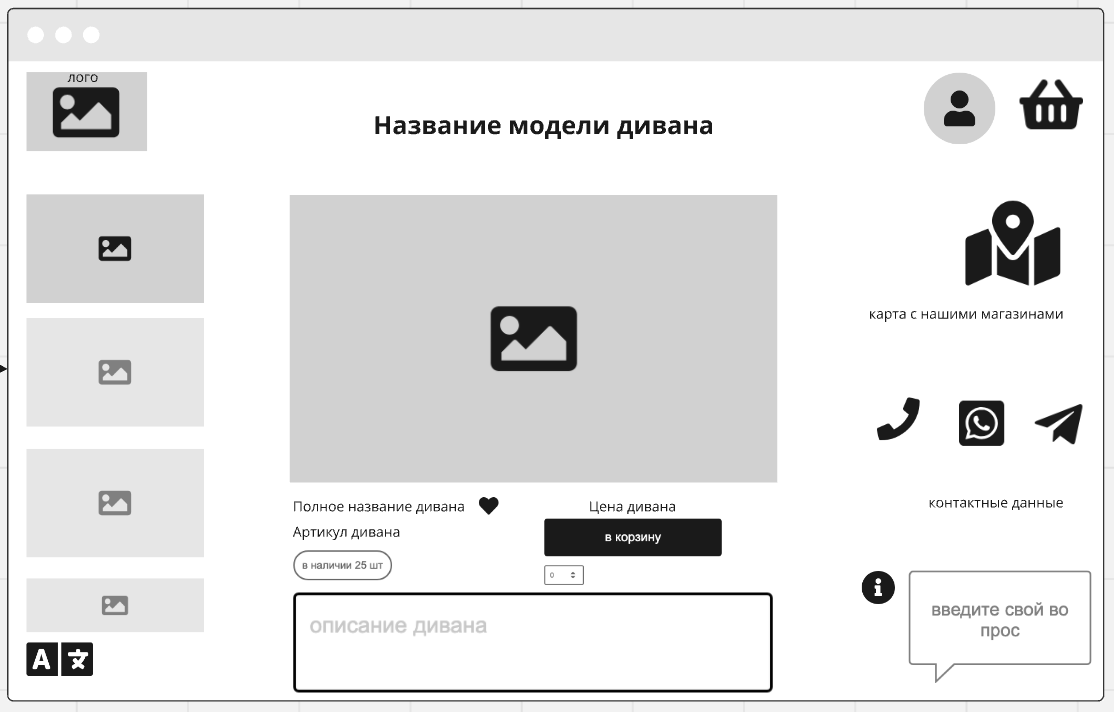 лого
Название модели дивана
карта с нашими магазинами
Полное название дивана
Цена дивана
Артикул дивана
в корзину
в наличии 25 шт
0
контактные данные
описание дивана
введите свой во
прос
A 文